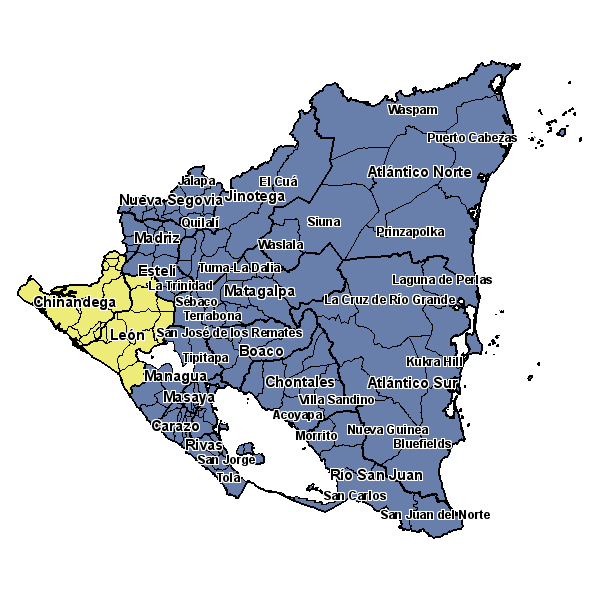 Waspam
Puerto Cabezas
Atlántico Norte
Jalapa
El Cuá
Nueva Segovia
Jinotega
Quilalí
Siuna
Prinzapolka
Madriz
Waslala
Estelí
Tuma-La Dalia
Laguna de Perlas
La Trinidad
Matagalpa
Chinandega
Sébaco
La Cruz de Río Grande
Terrabona
León
San José de los Remates
Boaco
Tipitapa
Kukra Hill
Managua
Chontales
Atlántico Sur
Masaya
Villa Sandino
Acoyapa
Carazo
Morrito
Nueva Guinea
Rivas
Bluefields
San Jorge
Tola
Río San Juan
San Carlos
San Juan del Norte